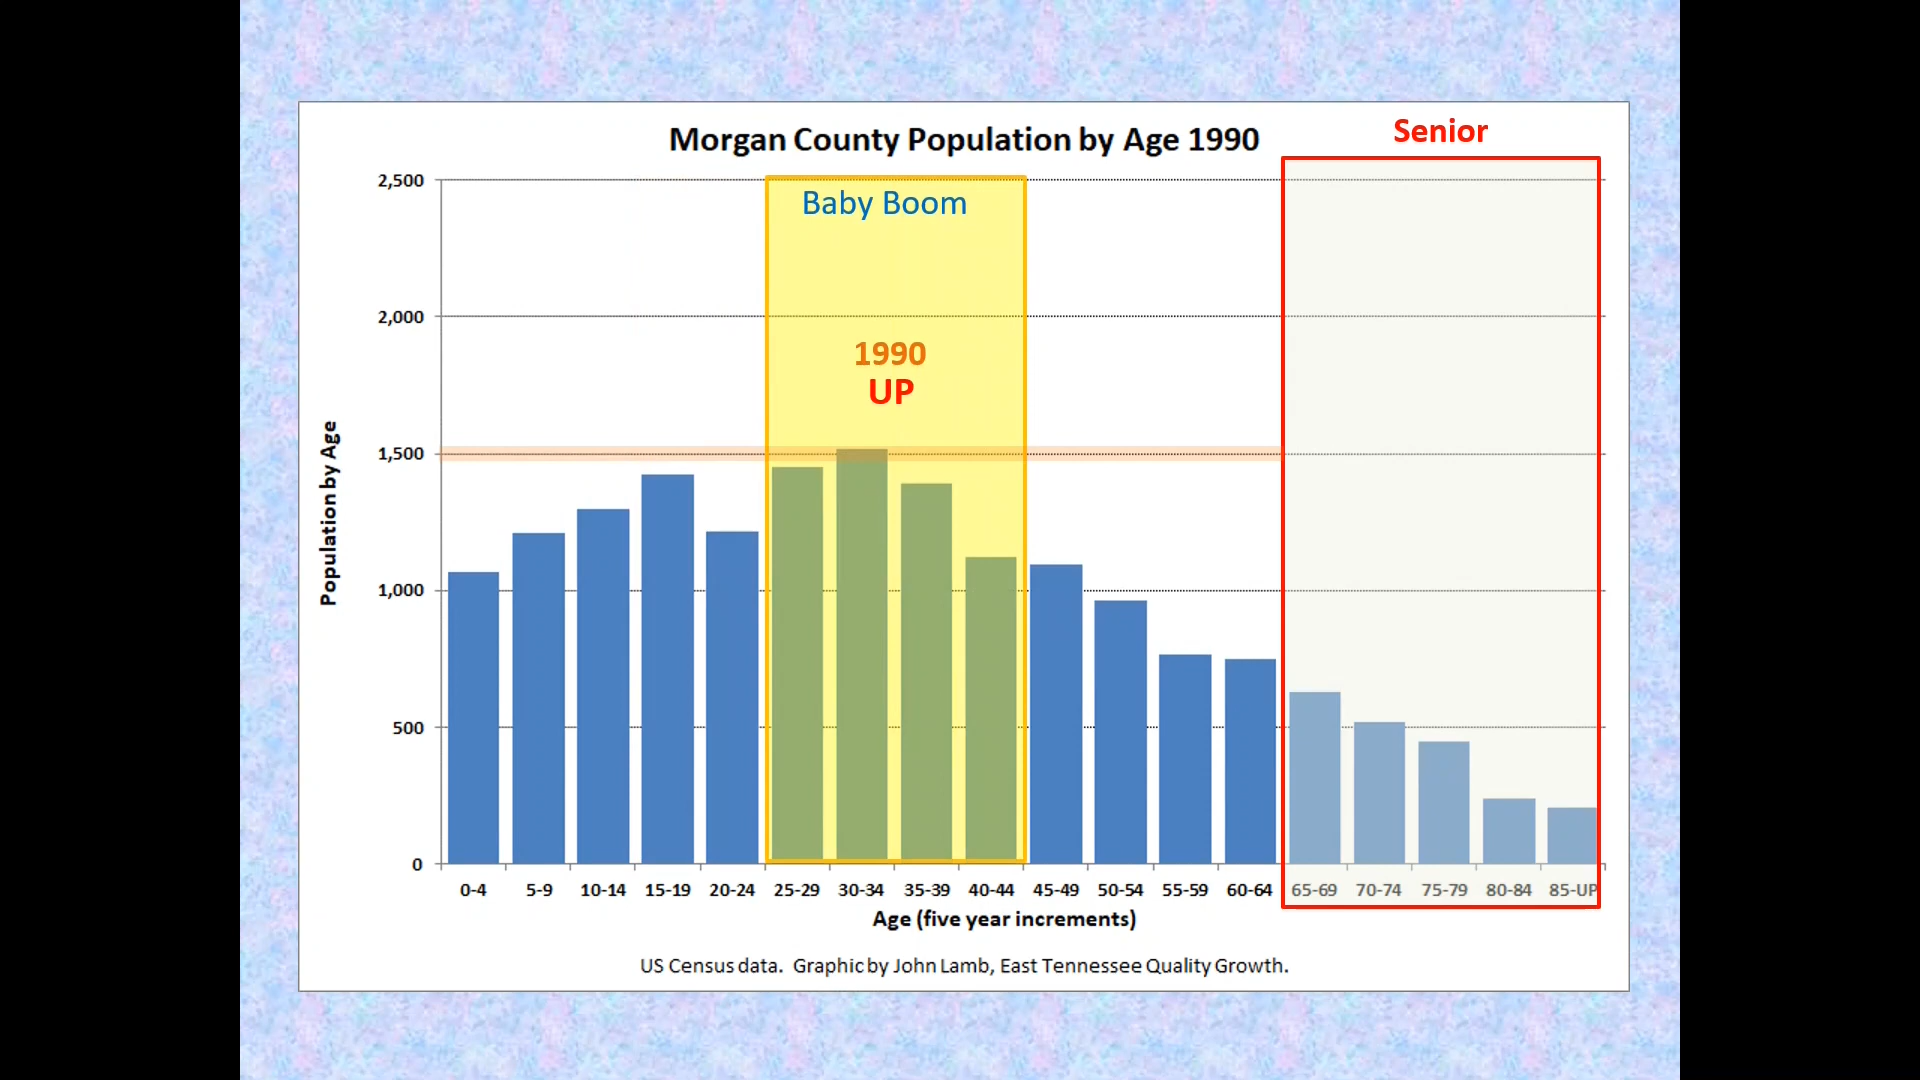 Morgan County Population by Age 1990
Senior
Baby Boom
1990
UP
2,500
2,000
1,500
1,000
500
0
Population by Age
0-4 5-9 10-14 15-19 20-24 25-29 30-34 35-39 40-44 45-49 50-54 55-59 60-64 65-69 70-74 75-79 80-84 85-UP
Age (five year increments)
US Census data. Graphic by John Lamb, East Tennessee Quality Growth.